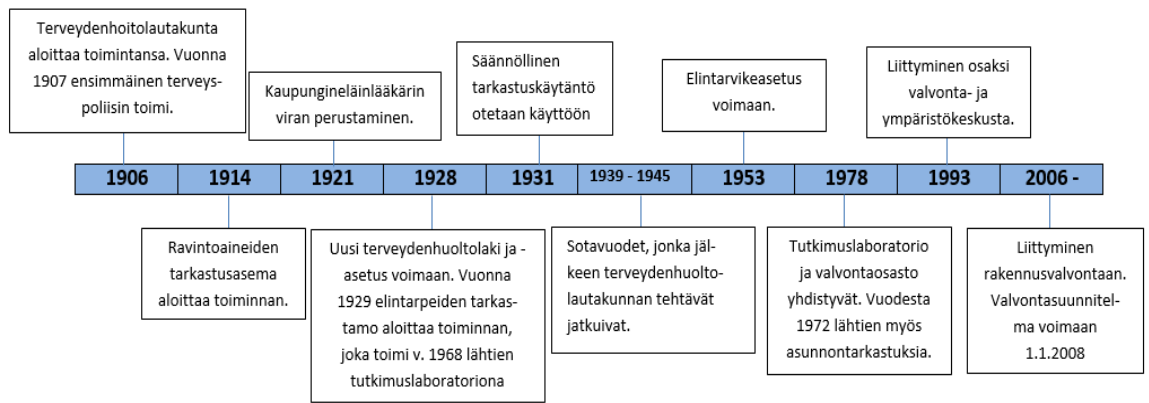 Terveydenhoitolautakunta
aloittaa toimintansa. Vuonna
1907 ensimmäinen terveys-
poliisin toimi.
Kaupungineläinlääkärin
viran perustaminen.
Säännöllinen
tarkastuskäytäntö
otetaan käyttöön
Elintarvikeasetus
voimaan.
Liittyminen osaksi
valvonta- ja
ympäristökeskusta.
1906 1914 1921 1928 1931 1939 - 1945 1953 1978 1993 2006 -
Ravintoaineiden
tarkastusasema
aloittaa toiminnan.
Uusi terveydenhuoltolaki ja -
asetus voimaan. Vuonna
1929 elintarpeiden tarkas-
tamo aloittaa toiminnan,
joka toimi v. 1968 lähtien
tutkimuslaboratoriona
Sotavuodet, jonka jäl-
keen terveydenhuolto-
lautakunnan tehtävät
jatkuivat.
Tutkimuslaboratorio
ja valvontaosasto
yhdistyvät. Vuodesta
1972 lähtien myös
asunnontarkastuksia.
Liittyminen
rakennusvalvontaan.
Valvontasuunnitel-
ma voimaan
1.1.2008